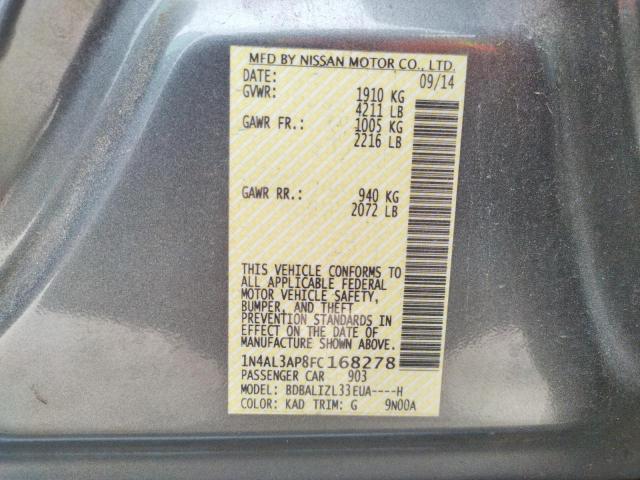 MFD BY NISSAN MOTOR CO., LTD.
DATE: 09/14
GVWR: 1910 KG
4211 LB
GAWR FR.: 1005 KG
2216 LB
GAWR RR.: 940 KG
2072 LB
THIS VEHICLE CONFORMS TO
ALL APPLICABLE FEDERAL
MOTOR VEHICLE SAFETY,
BUMPER, AND THEFT
PREVENTION STANDARDS IN
EFFECT ON THE DATE OF
MANUFACTURE SHOWN ABOVE.
1N4AL3AP8FC168278
PASSENGER CAR 903
MODEL: BDBALIZL33EUA----H
COLOR: KAD TRIM: G 9N00A